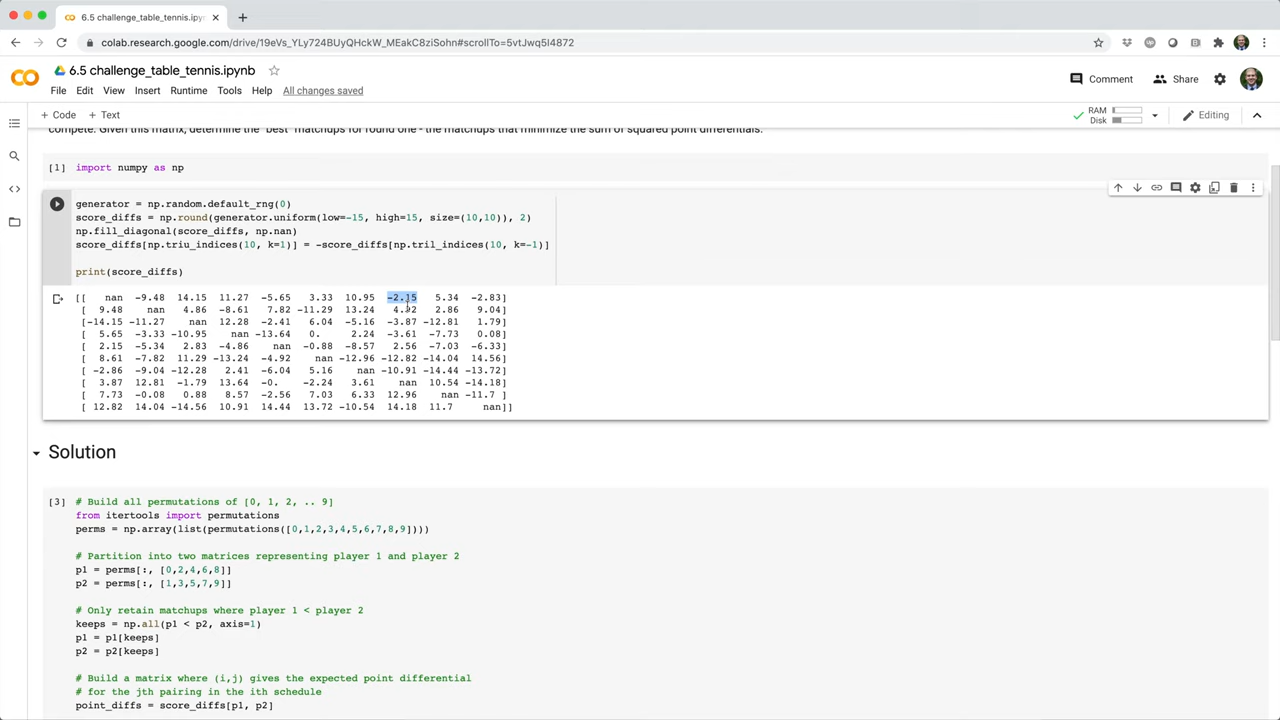 6.5 challenge_table_tennis.ipyn
colab.research.google.com/drive/19eVs_YLy724BUyQHckW_MEakC8ziSohn#scrollTo=5vtJwq5I4872
6.5 challenge_table_tennis.ipynb
Comment
Share
File Edit View Insert Runtime Tools Help All changes saved
+ Code + Text
RAM
Disk
Editing
compete. Given this matrix, determine the "best" matchups for round one - the matchups that minimize the sum of squared point differentials.
[1] import numpy as np
generator = np.random.default_rng(0)
score_diffs = np.round(generator.uniform(low=-15, high=15, size=(10,10)), 2)
np.fill_diagonal(score_diffs, np.nan)
score_diffs[np.triu_indices(10, k=1)] = -score_diffs[np.tril_indices(10, k=-1)]
print(score_diffs)
[[ nan -9.48 14.15 11.27 -5.65 3.33 10.95 -2.15 5.34 -2.83]
[ 9.48 nan 4.86 -8.61 7.82 -11.29 13.24 4.92 2.86 9.04]
[-14.15 -11.27 nan 12.28 -2.41 6.04 -5.16 -3.87 -12.81 1.79]
[ 5.65 -3.33 -10.95 nan -13.64 0. 2.24 -3.61 -7.73 0.08]
[ 2.15 -5.34 2.83 -4.86 nan -0.88 -8.57 2.56 -7.03 -6.33]
[ 8.61 -7.82 11.29 -13.24 -4.92 nan -12.96 -12.82 -14.04 14.56]
[ -2.86 -9.04 -12.28 2.41 -6.04 5.16 nan -10.91 -14.44 -13.72]
[ 3.87 12.81 -1.79 13.64 -0. -2.24 3.61 nan 10.54 -14.18]
[ 7.73 -0.08 0.88 8.57 -2.56 7.03 6.33 12.96 nan -11.7 ]
[ 12.82 14.04 -14.56 10.91 14.44 13.72 -10.54 14.18 11.7 nan]]
Solution
[3] # Build all permutations of [0, 1, 2, .. 9]
from itertools import permutations
perms = np.array(list(permutations([0,1,2,3,4,5,6,7,8,9])))
# Partition into two matrices representing player 1 and player 2
p1 = perms[:, [0,2,4,6,8]]
p2 = perms[:, [1,3,5,7,9]]
# Only retain matchups where player 1 < player 2
keeps = np.all(p1 < p2, axis=1)
p1 = p1[keeps]
p2 = p2[keeps]
# Build a matrix where (i,j) gives the expected point differential
# for the jth pairing in the ith schedule
point_diffs = score_diffs[p1, p2]